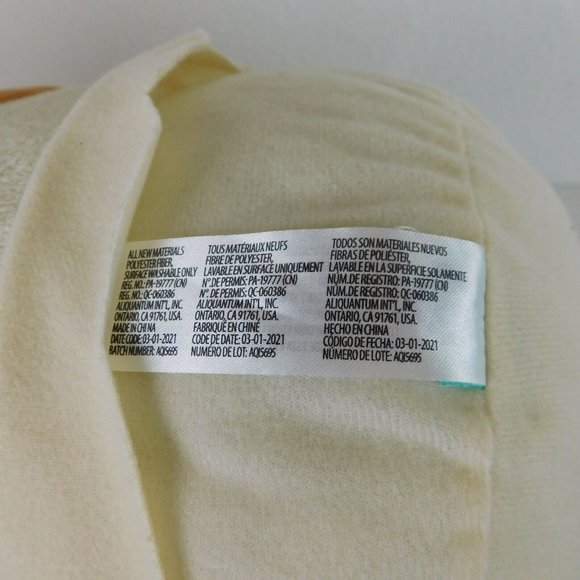 ALL NEW MATERIALS
POLYESTER FIBER,
SURFACE WASHABLE ONLY
REG. NO.: PA-19777 (CN)
REG. NO.: QC-060386
ALIQUANTUM INT'L, INC.
ONTARIO, CA 91761, USA.
MADE IN CHINA
DATE CODE: 03-01-2021
BATCH NUMBER: AQI5695
TOUS MATÉRIAUX NEUFS
FIBRE DE POLYESTER,
LAVABLE EN SURFACE UNIQUEMENT
N°. DE PERMIS: PA-19777 (CN)
N°. DE PERMIS: QC-060386
ALIQUANTUM INT'L, INC.
ONTARIO, CA 91761, USA.
FABRIQUÉ EN CHINE
CODE DE DATE: 03-01-2021
NUMÉRO DE LOT: AQI5695
TODOS SON MATERIALES NUEVOS
FIBRAS DE POLIÉSTER,
LAVABLE EN LA SUPERFÍCIE SOLAMENTE
NÚM.DE REGISTRO: PA-19777 (CN)
NÚM. DE REGISTRO: QC-060386
ALIQUANTUM INT'L, INC.
ONTARIO, CA 91761, USA.
HECHO EN CHINA
CÓDIGO DE FECHA: 03-01-2021
NÚMERO DE LOTE: AQI5695